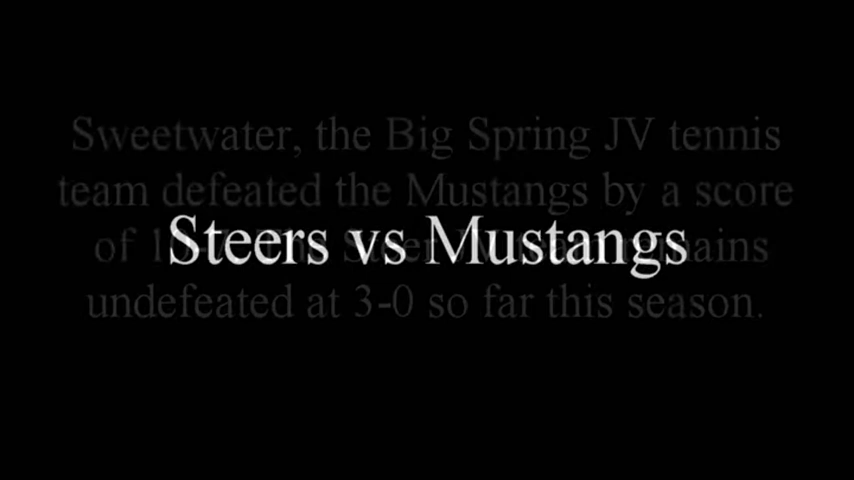 Sweetwater, the Big Spring JV tennis
team defeated the Mustangs by a score
of
Steers vs Mustangs
undefeated at 3-0 so far this season.